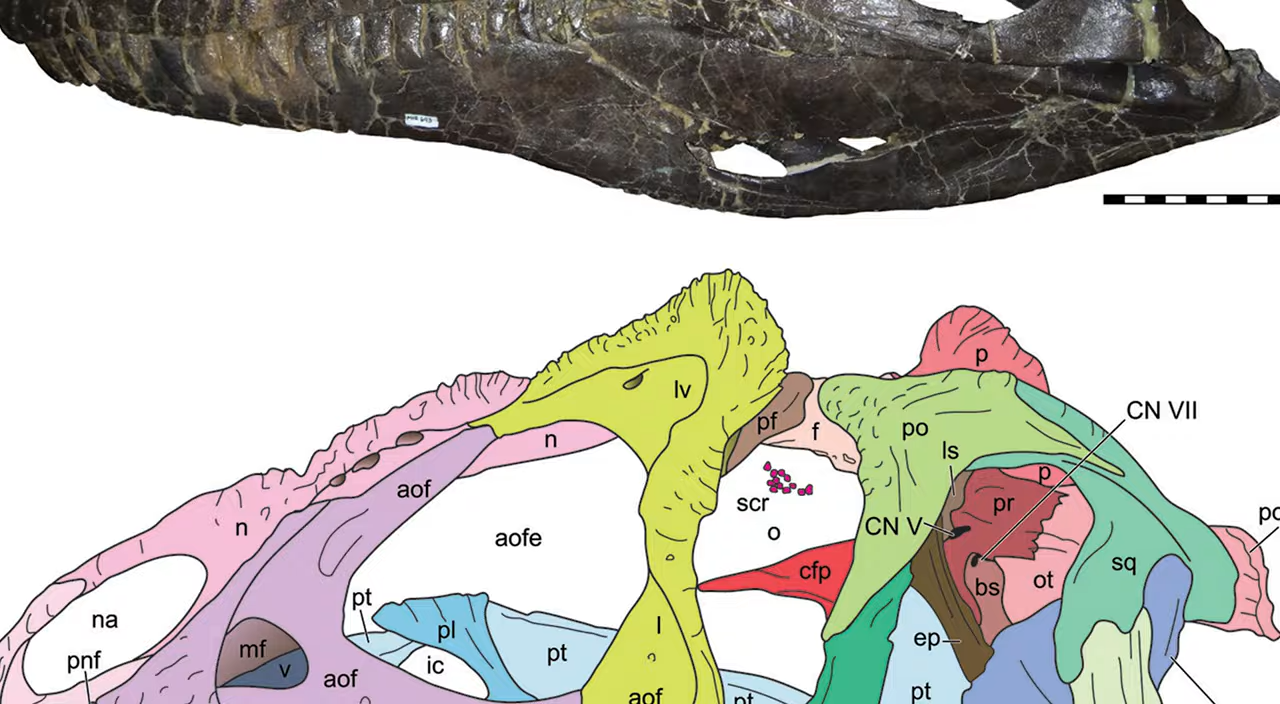 p
CN VII
lv
pf
f
po
ls
n
aof
p
pr
n
scr
CN V
aofe
o
cfp
bs
ot
sq
pt
na
pl
l
ep
mf
pt
ic
pnf
v
aof
pt
aof
pt